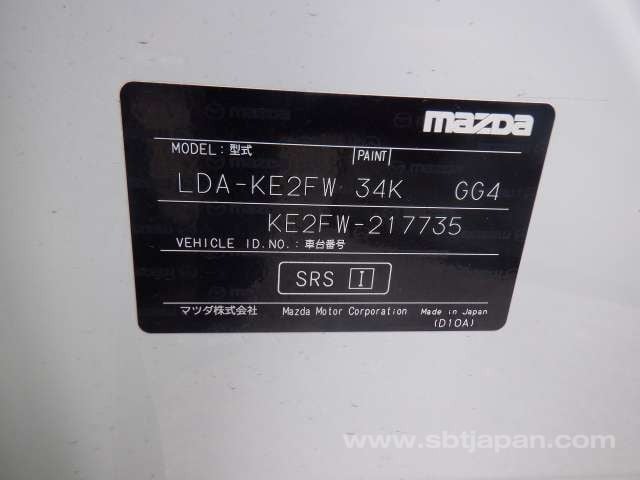 mazda
MODEL: 型式 PAINT
LDA-KE2FW 34K GG4
KE2FW-217735
VEHICLE ID.NO.: 車台番号
SRS I
マツダ株式会社 Mazda Motor Corporation Made in Japan
(D10A)
www.sbtjapan.com